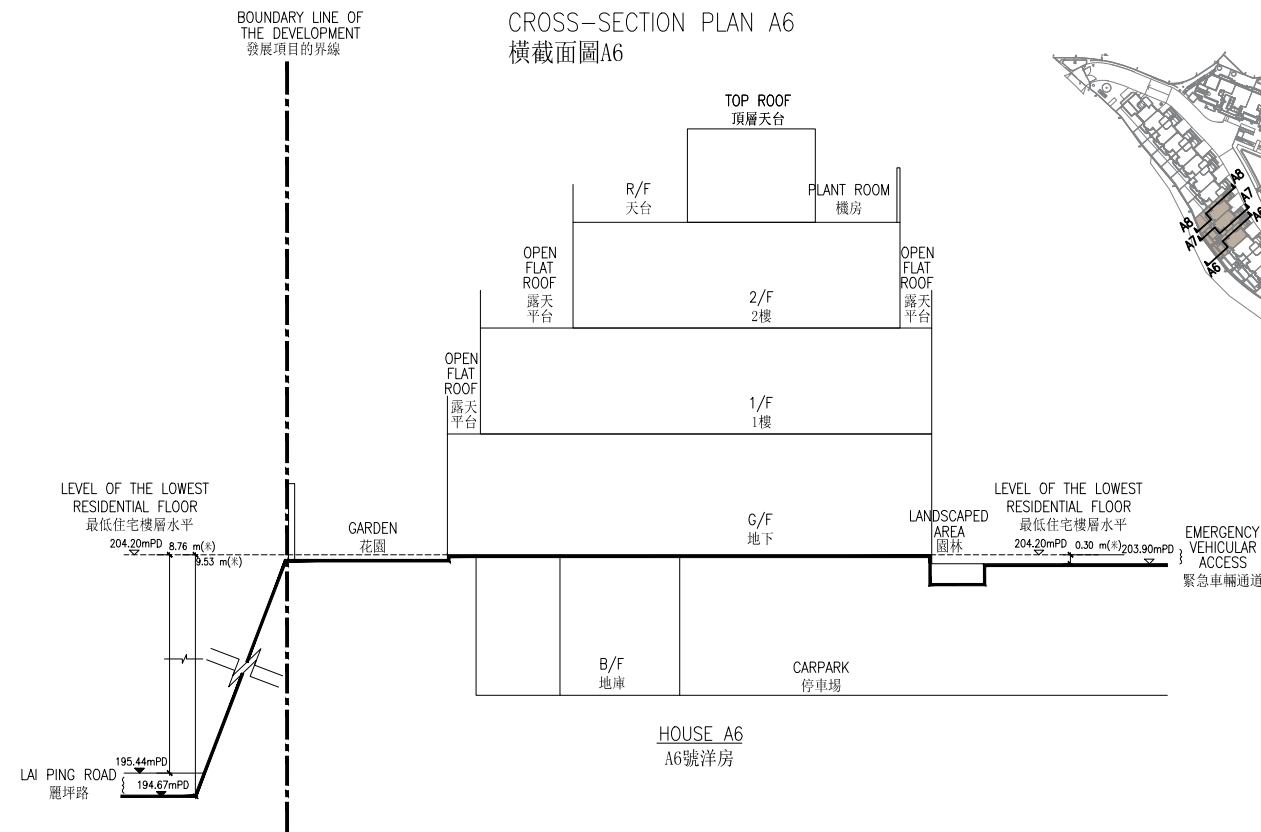 BOUNDARY LINE OF
THE DEVELOPMENT
發展項目的界線
CROSS-SECTION PLAN A6
橫截面圖A6
TOP ROOF
頂層天台
R/F
天台
PLANT ROOM
機房
OPEN
FLAT
ROOF
露天
平台
2/F
2樓
OPEN
FLAT
ROOF
露天
平台
OPEN
FLAT
ROOF
露天
平台
1/F
1樓
LEVEL OF THE LOWEST
RESIDENTIAL FLOOR
最低住宅樓層水平
204.20mPD
8.76 m(米)
9.53 m(米)
GARDEN
花園
G/F
地下
LANDSCAPED
AREA
園林
LEVEL OF THE LOWEST
RESIDENTIAL FLOOR
最低住宅樓層水平
204.20mPD
0.30 m(米)
203.90mPD
EMERGENCY
VEHICULAR
ACCESS
緊急車輛通道
B/F
地庫
CARPARK
停車場
HOUSE A6
A6號洋房
195.44mPD
LAI PING ROAD
麗坪路
194.67mPD
A8
A7
A8
A7
A6